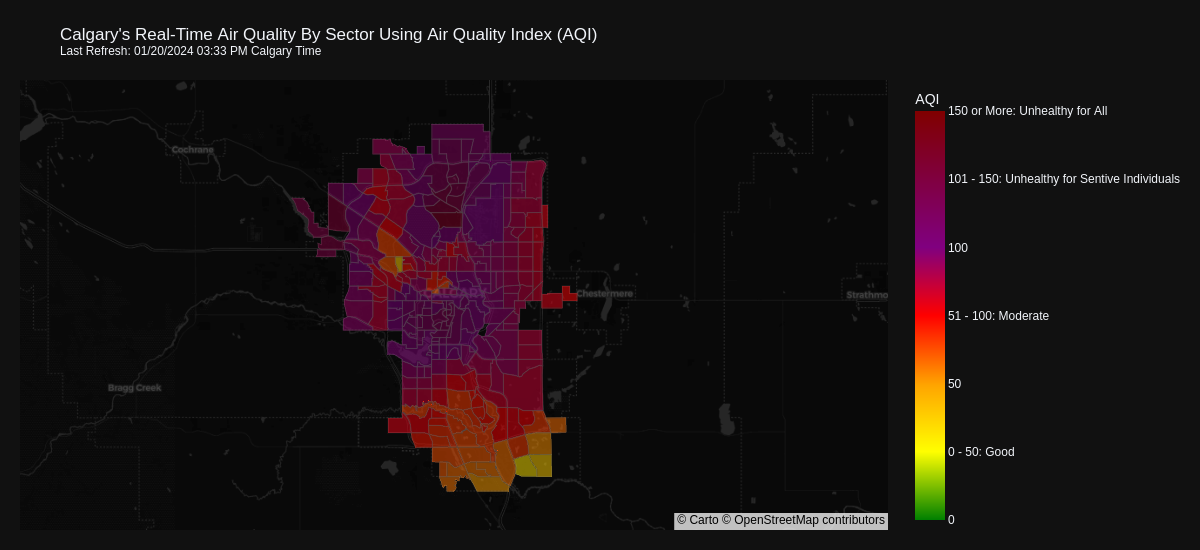 Calgary's Real-Time Air Quality By Sector Using Air Quality Index (AQI)
Last Refresh: 01/20/2024 03:33 PM Calgary Time
AQI
150 or More: Unhealthy for All
Cochrane
101 - 150: Unhealthy for Sentive Individuals
100
CALGARY
Chestermere
Strathmo
51 - 100: Moderate
Bragg Creek
50
0 - 50: Good
0
© Carto © OpenStreetMap contributors